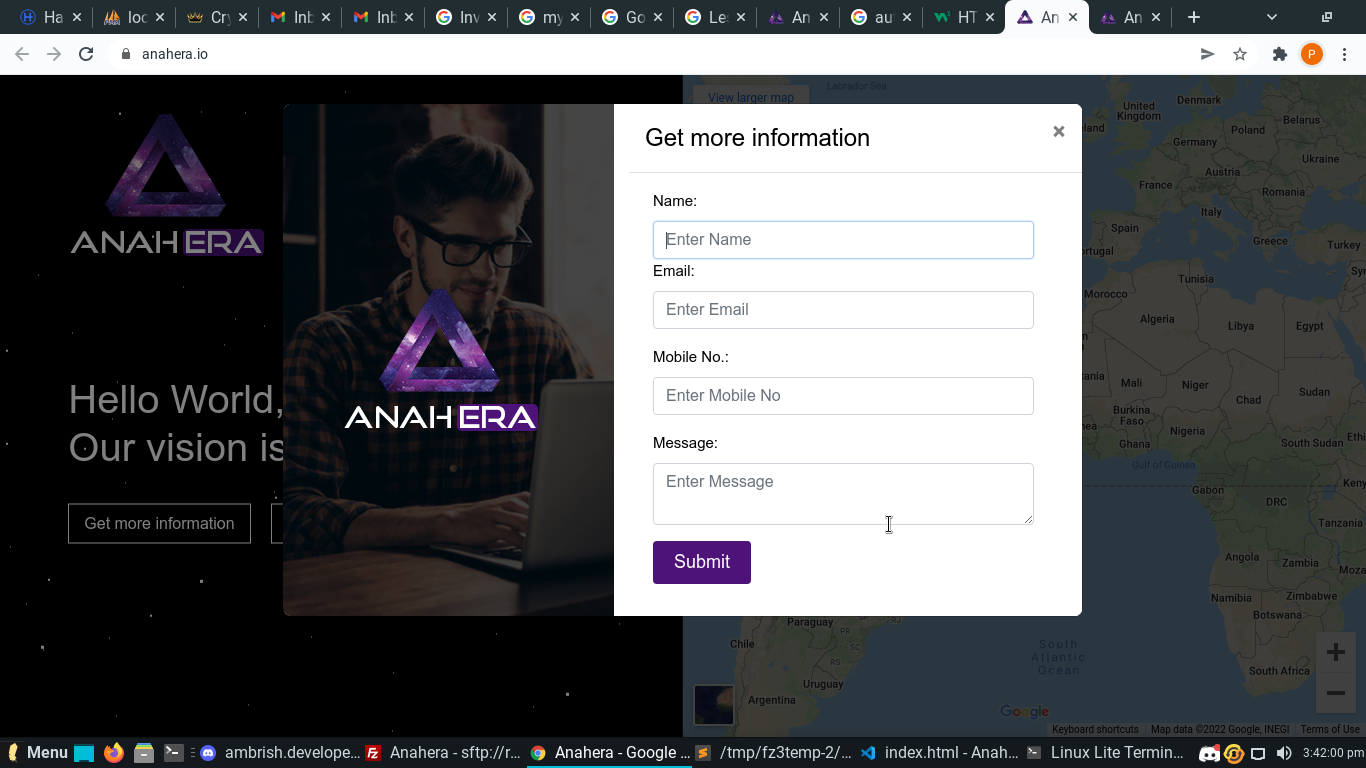 Ha
loc
Cry
Inb
Inb
Inv
my
Go
Le
An
au
HT
An
An
anahera.io
P
View larger map
Labrador Sea
United Kingdom
Denmark
Belarus
Poland
Germany
Ukraine
Austria
France
Romania
Italy
Greece
Turkey
Tunisia
Morocco
Algeria
Libya
Egypt
Mali
Niger
Chad
Sudan
Burkina Faso
Nigeria
Ghana
South Sudan
Gulf of Guinea
Gabon
DRC
Tanzania
Angola
Zambia
Namibia
Zimbabwe
Botswana
South Africa
Paraguay
PR
SC
RS
Chile
Uruguay
Argentina
South Atlantic Ocean
Google
Keyboard shortcuts
Map data ©2022 Google, INEGI
Terms of Use
ANAHERA
Hello World,
Our vision is
Get more information
ANAHERA
Get more information
×
Name:
Enter Name
Email:
Enter Email
Mobile No.:
Enter Mobile No
Message:
Enter Message
Submit
Menu
ambrish.develope...
Anahera - sftp://r...
Anahera - Google ...
/tmp/fz3temp-2/...
index.html - Anah...
Linux Lite Termin...
3:42:00 pm